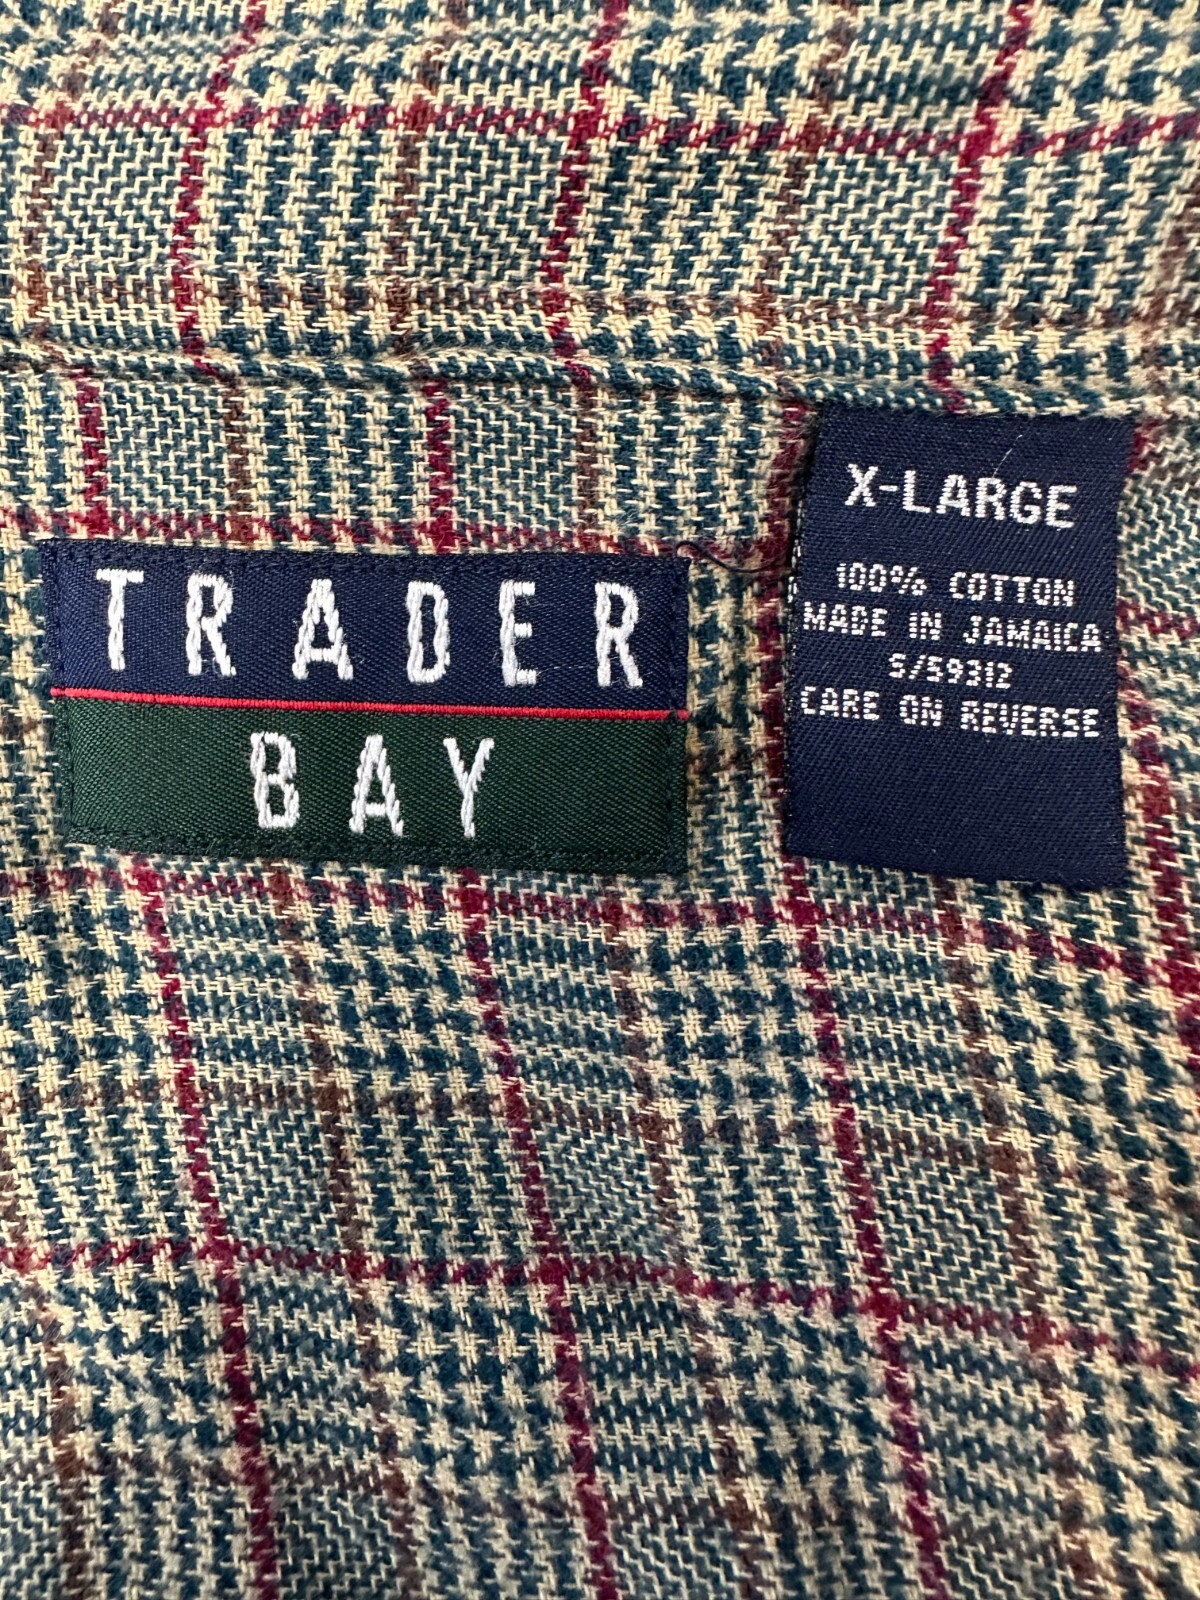 TRADER
BAY
X-LARGE
100% COTTON
MADE IN JAMAICA
S/59312
CARE ON REVERSE